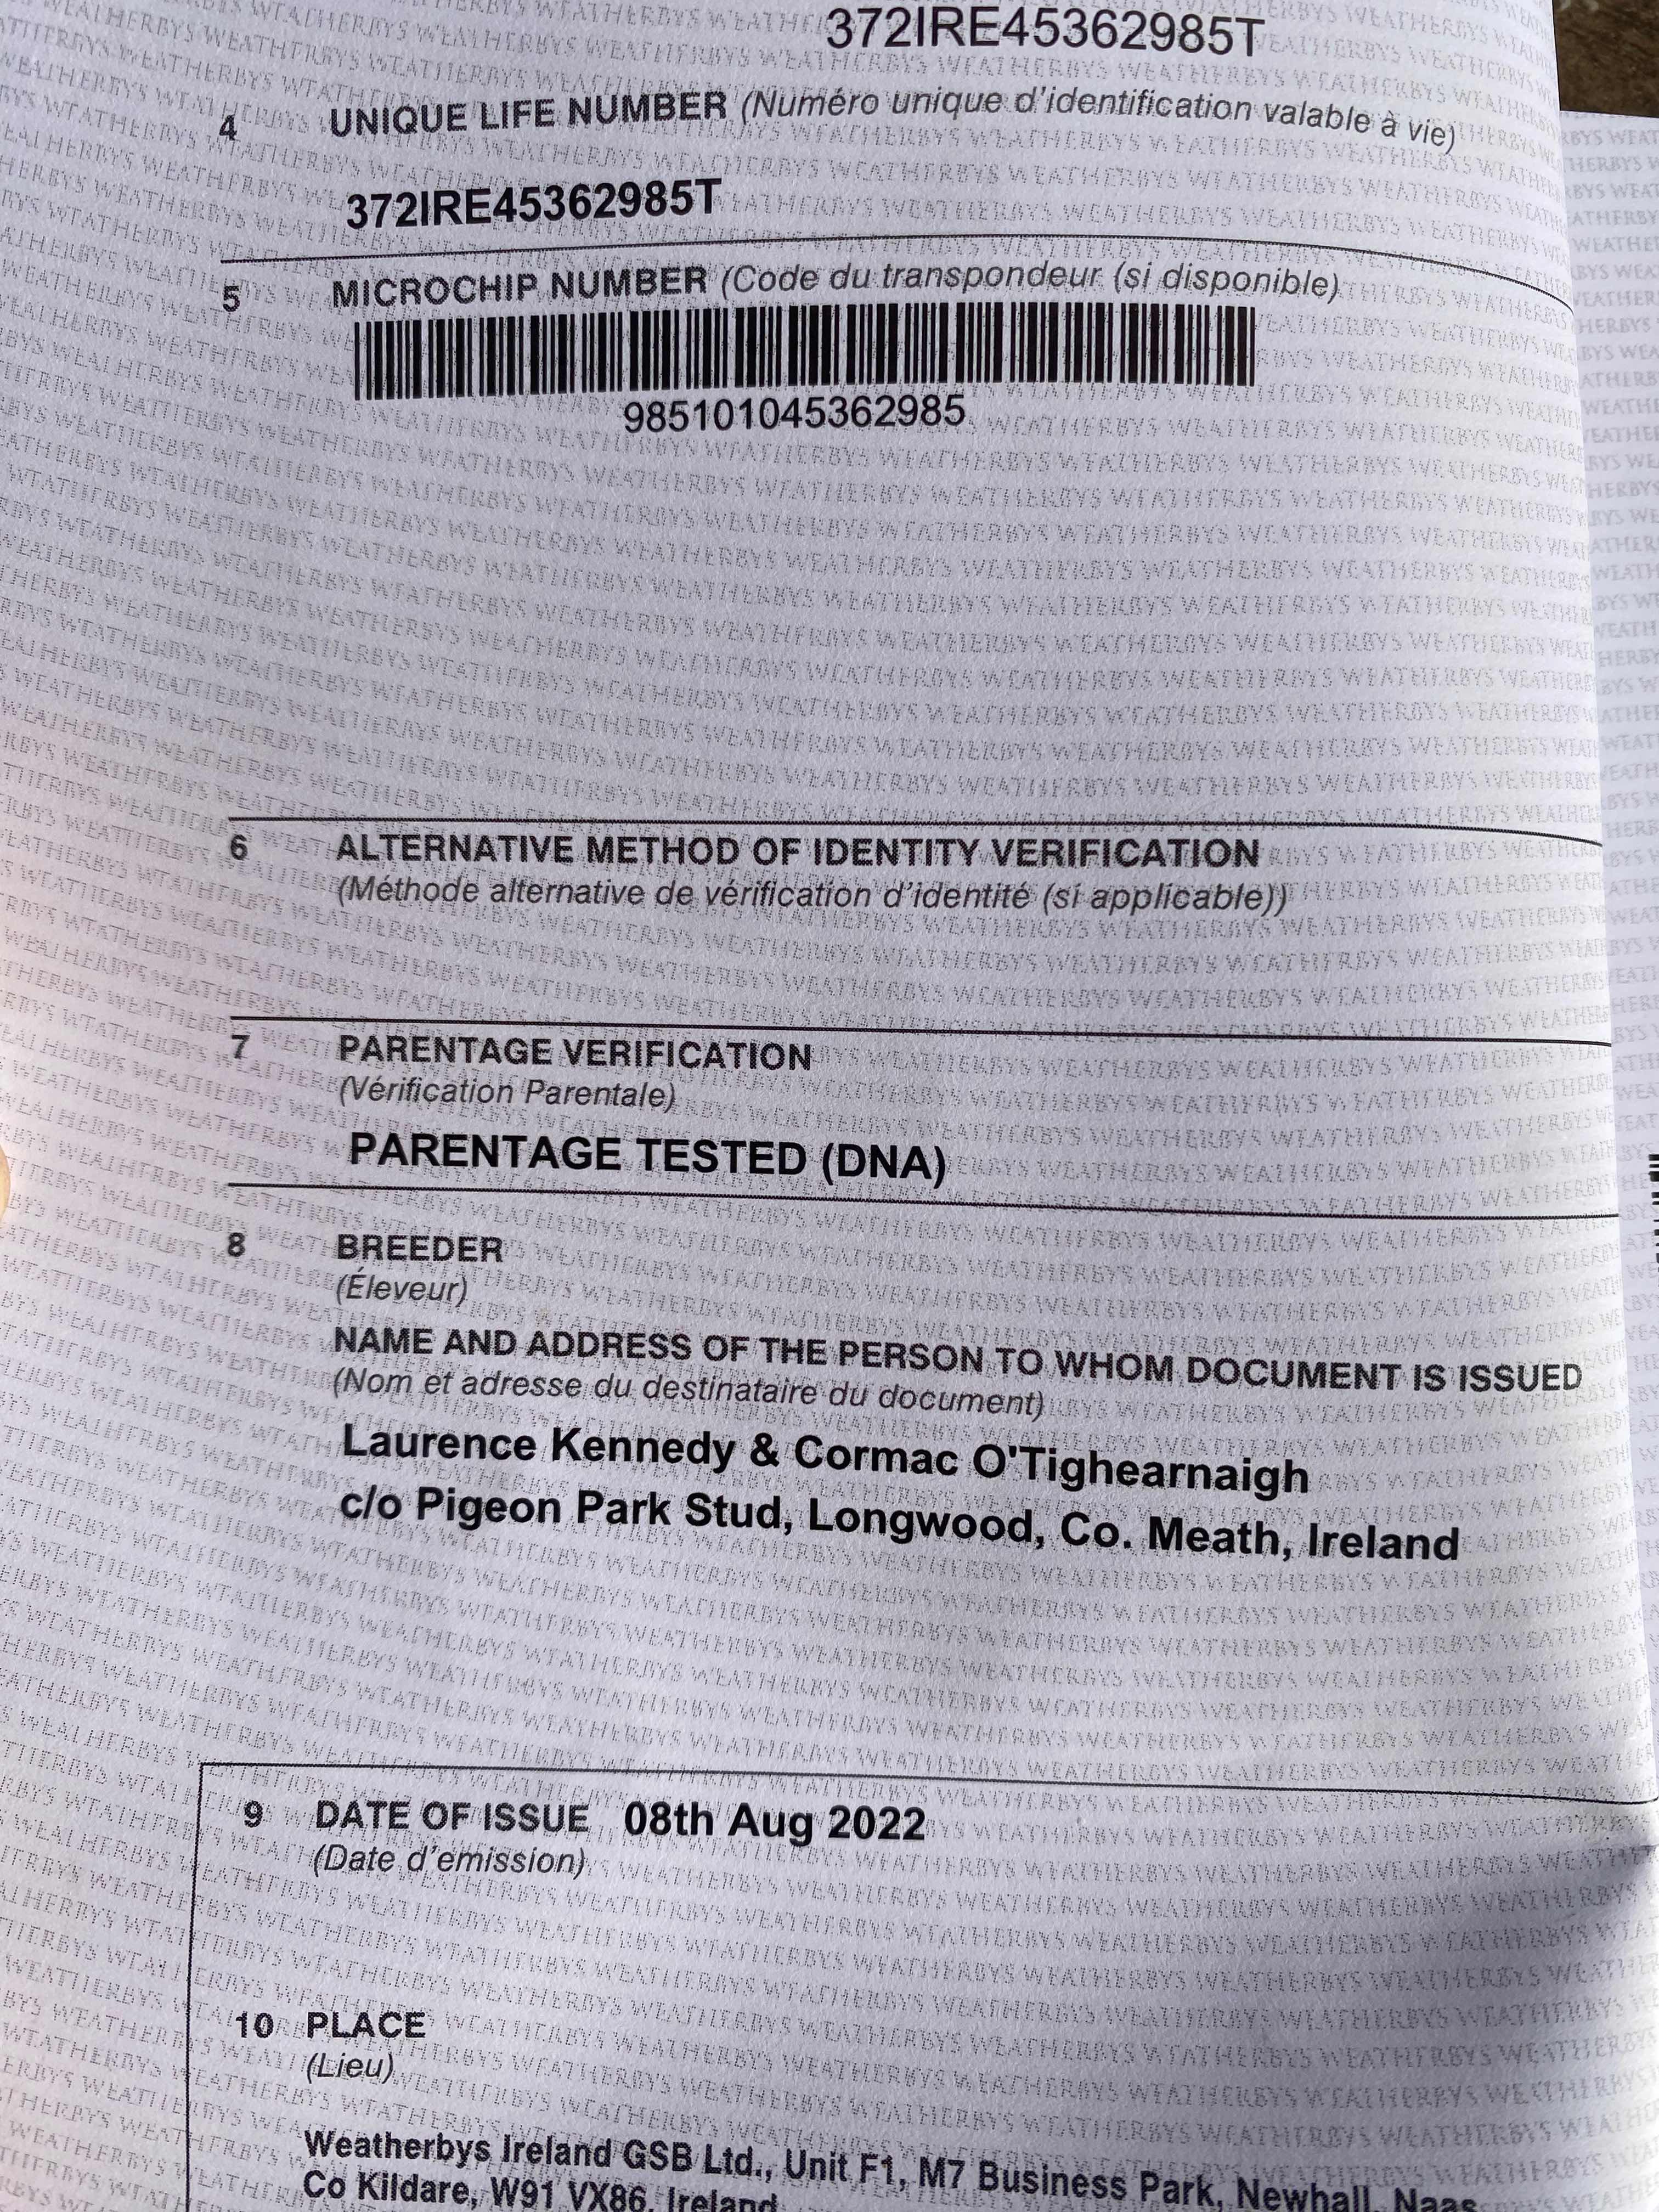 372IRE45362985T
4 UNIQUE LIFE NUMBER (Numéro unique d'identification valable à vie)
372IRE45362985T
5 MICROCHIP NUMBER (Code du transpondeur (si disponible)
985101045362985
6 ALTERNATIVE METHOD OF IDENTITY VERIFICATION
(Méthode alternative de vérification d'identité (si applicable))
7 PARENTAGE VERIFICATION
(Vérification Parentale)
PARENTAGE TESTED (DNA)
8 BREEDER
(Éleveur)
NAME AND ADDRESS OF THE PERSON TO WHOM DOCUMENT IS ISSUED
(Nom et adresse du destinataire du document)
Laurence Kennedy & Cormac O'Tighearnaigh
c/o Pigeon Park Stud, Longwood, Co. Meath, Ireland
9 DATE OF ISSUE 08th Aug 2022
(Date d'emission)
10 PLACE
(Lieu)
Weatherbys Ireland GSB Ltd., Unit F1, M7 Business Park, Newhall, Naas
Co Kildare, W91 VX86, Ireland